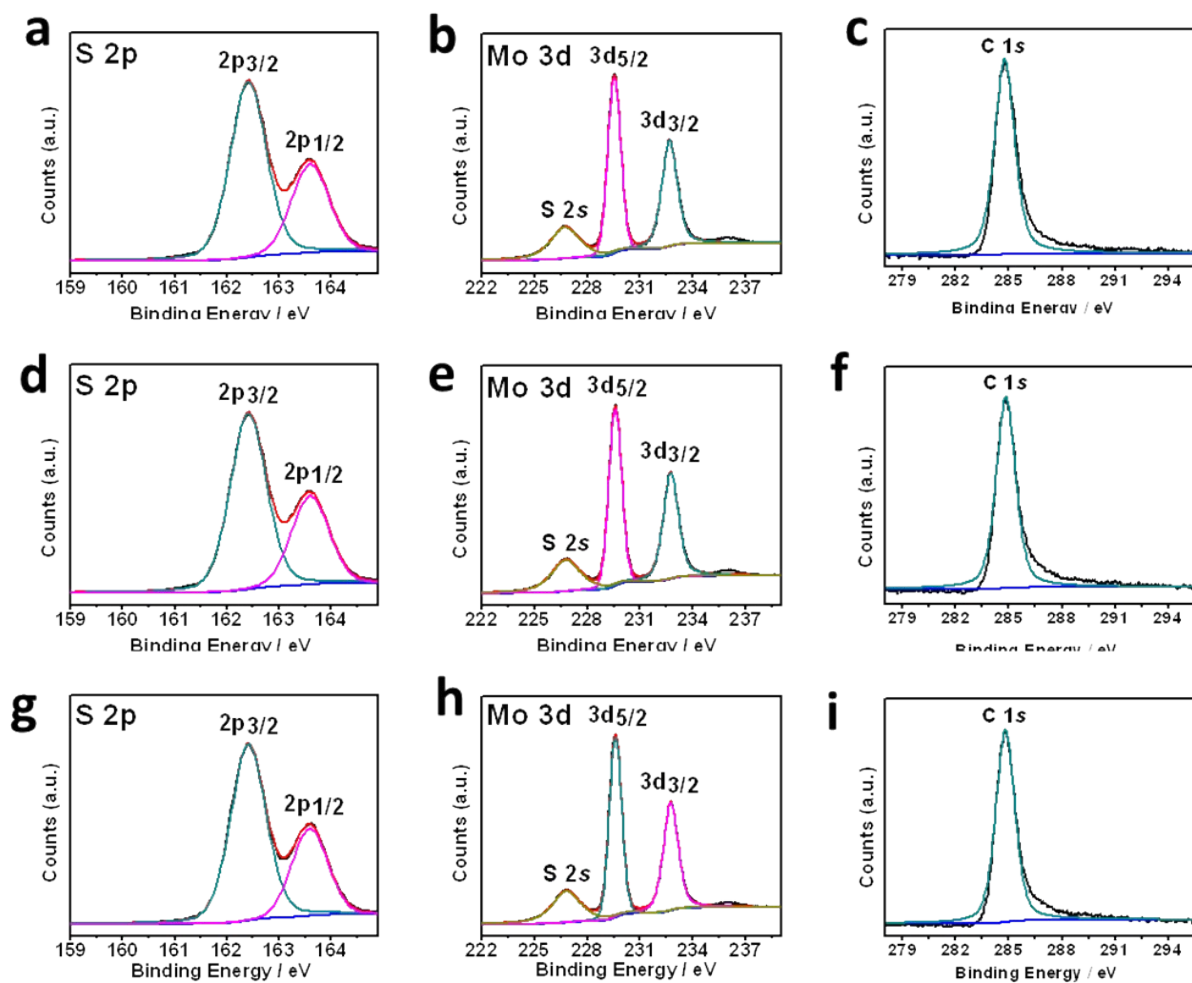 a
S 2p
2p3/2
2p1/2
Counts (a.u.)
159 160 161 162 163 164
Binding Energy / eV
b
Mo 3d
3d5/2
3d3/2
S 2s
Counts (a.u.)
222 225 228 231 234 237
Binding Energy / eV
c
C 1s
Counts (a.u.)
279 282 285 288 291 294
Binding Energy / eV
d
S 2p
2p3/2
2p1/2
Counts (a.u.)
159 160 161 162 163 164
Binding Energy / eV
e
Mo 3d
3d5/2
3d3/2
S 2s
Counts (a.u.)
222 225 228 231 234 237
Binding Energy / eV
f
C 1s
Counts (a.u.)
279 282 285 288 291 294
Binding Energy / eV
g
S 2p
2p3/2
2p1/2
Counts (a.u.)
159 160 161 162 163 164
Binding Energy / eV
h
Mo 3d
3d5/2
3d3/2
S 2s
Counts (a.u.)
222 225 228 231 234 237
Binding Energy / eV
i
C 1s
Counts (a.u.)
279 282 285 288 291 294
Binding Energy / eV